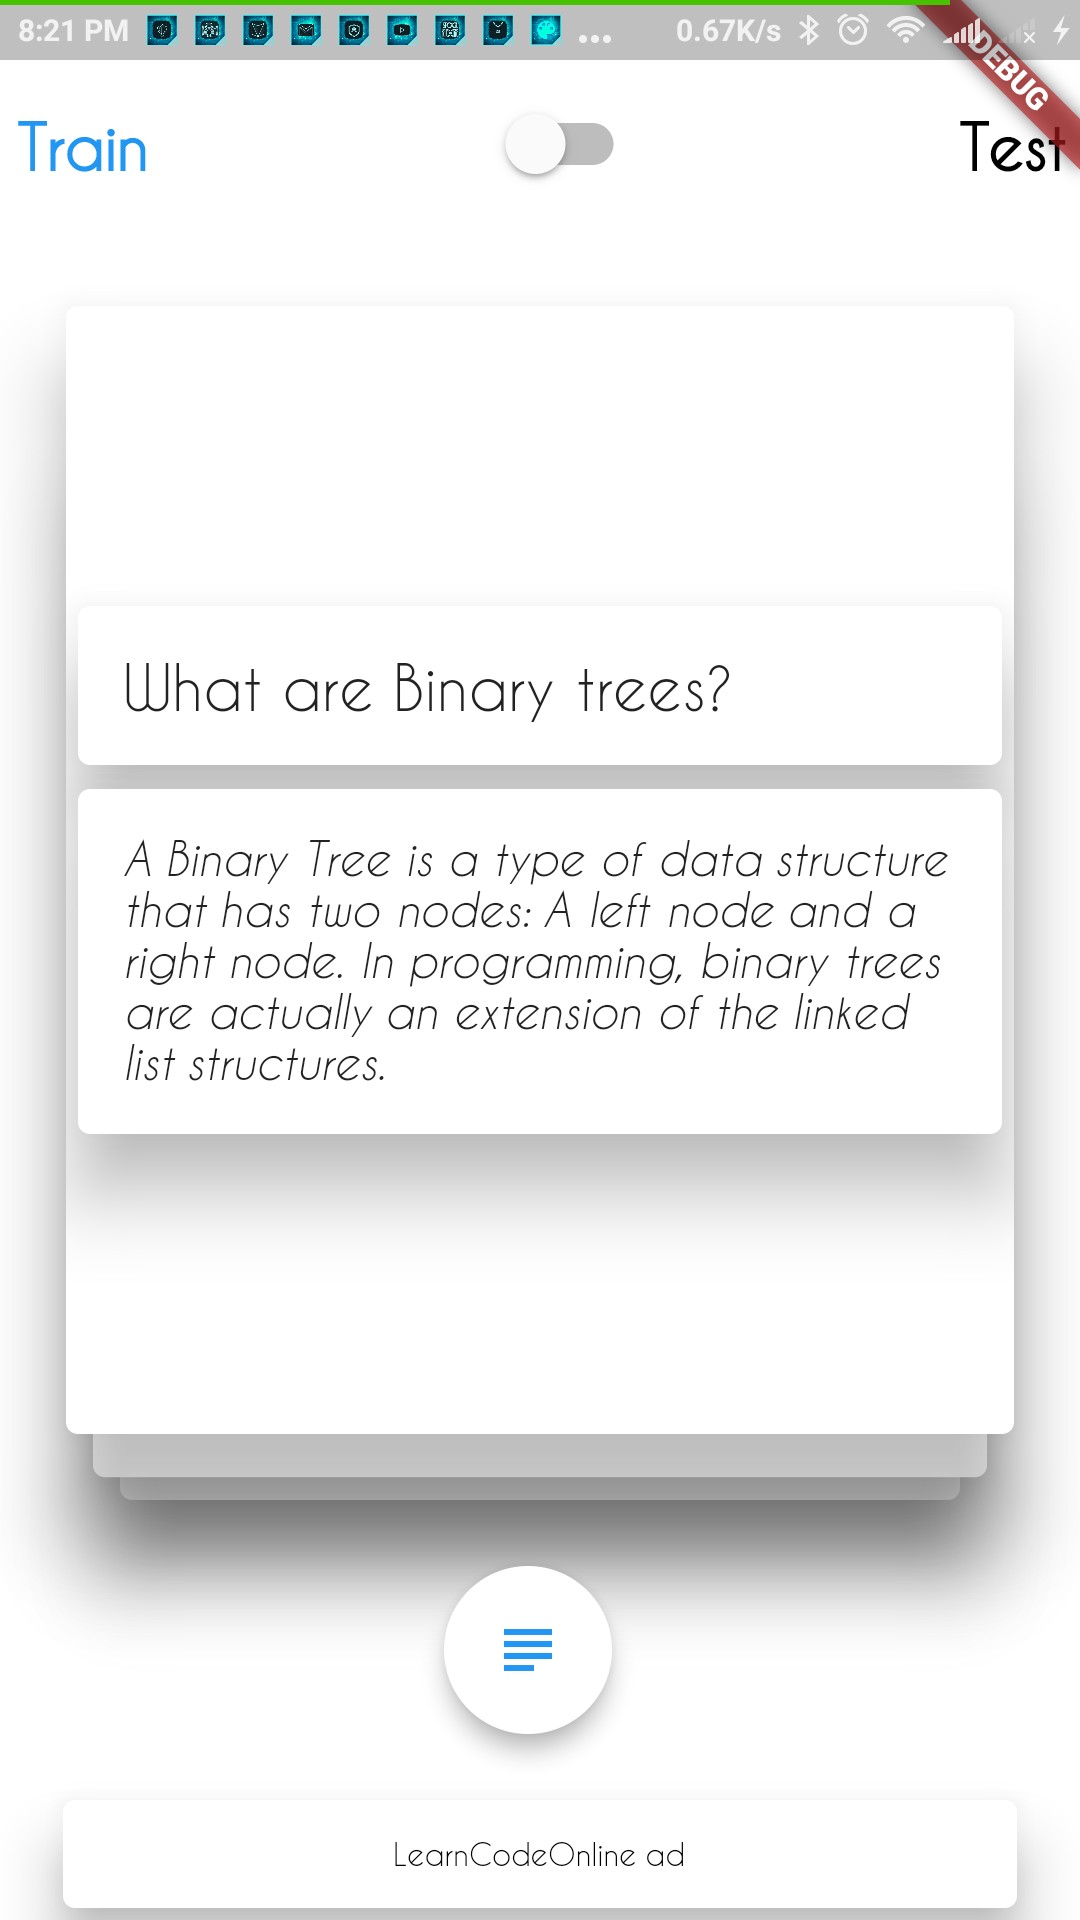 8:21 PM ... 0.67K/s
DEBUG
Train Test
What are Binary trees?
A Binary Tree is a type of data structure
that has two nodes: A left node and a
right node. In programming, binary trees
are actually an extension of the linked
list structures.
LearnCodeOnline ad